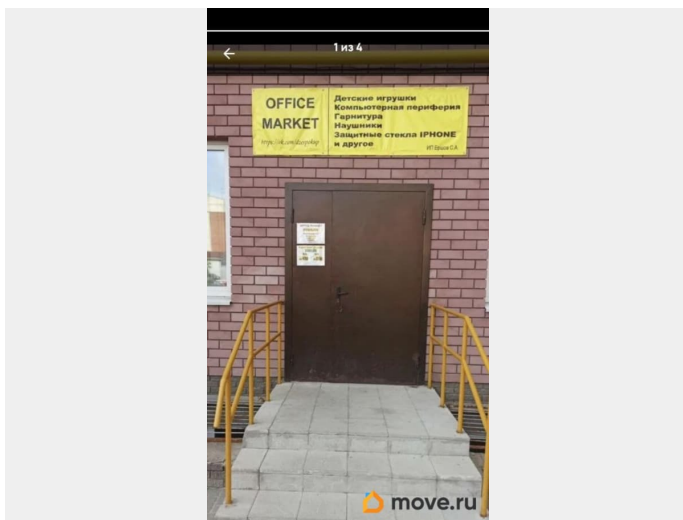 1 из 4
OFFICE
MARKET
Детские игрушки
Компьютерная периферия
Гарнитура
Наушники
Защитные стекла IPHONE
и другое
move.ru